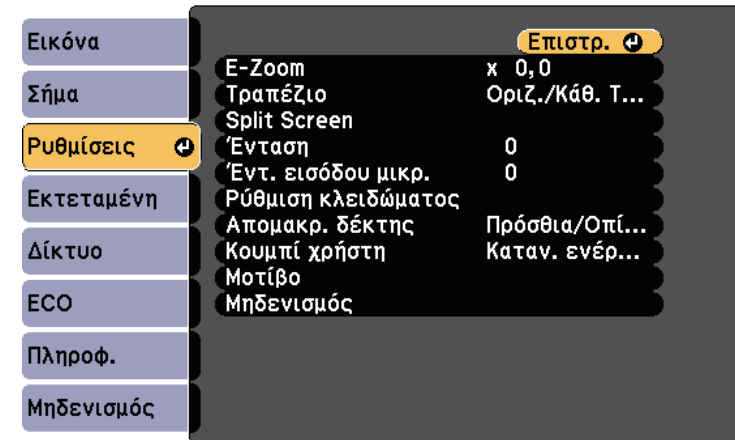 Εικόνα
Σήμα
Ρυθμίσεις
Εκτεταμένη
Δίκτυο
ECO
Πληροφ.
Μηδενισμός
Επιστρ.
E-Zoom x 0,0
Τραπέζιο Οριζ./Κάθ. Τ...
Split Screen
Ένταση 0
Έντ. εισόδου μικρ. 0
Ρύθμιση κλειδώματος
Απομακρ. δέκτης Πρόσθια/Οπί...
Κουμπί χρήστη Καταν. ενέρ...
Μοτίβο
Μηδενισμός